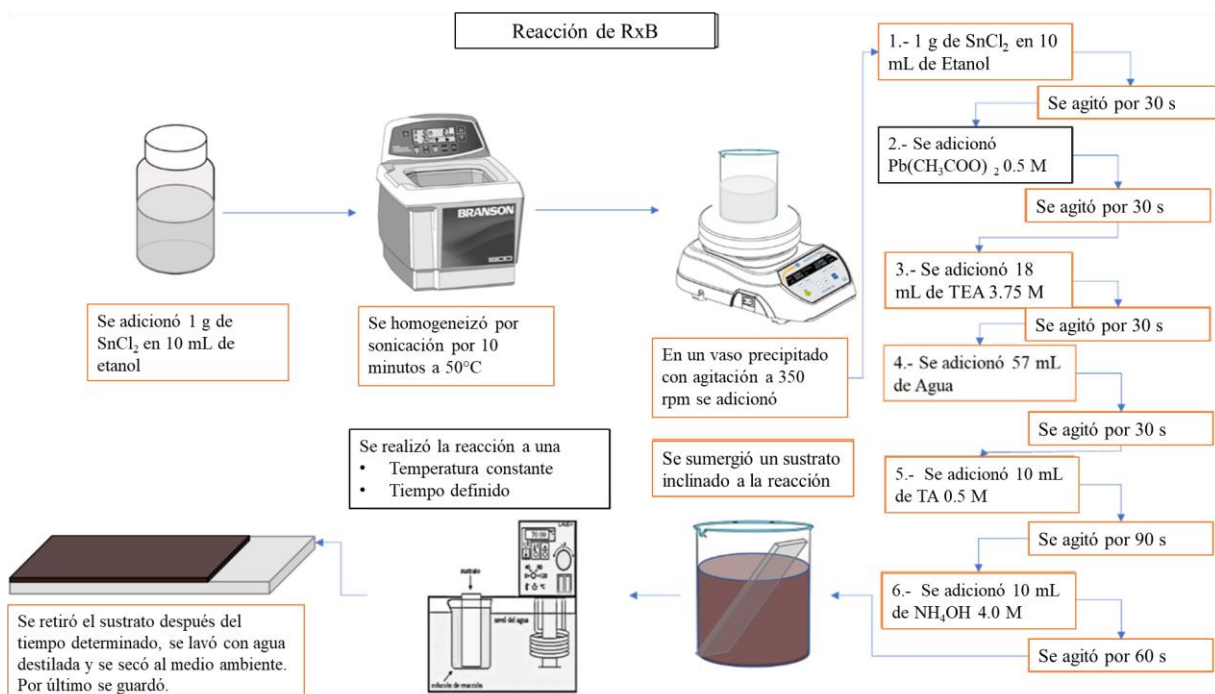 Reacción de RxB
Se adicionó 1 g de
SnCl₂ en 10 mL de
etanol
BRANSON
Se homogeneizó por
sonicación por 10
minutos a 50°C
En un vaso precipitado
con agitación a 350
rpm se adicionó
1.- 1 g de SnCl₂ en 10
mL de Etanol
Se agitó por 30 s
2.- Se adicionó
Pb(CH₃COO) ₂ 0.5 M
Se agitó por 30 s
3.- Se adicionó 18
mL de TEA 3.75 M
Se agitó por 30 s
4.- Se adicionó 57 mL
de Agua
Se agitó por 30 s
5.- Se adicionó 10 mL
de TA 0.5 M
Se agitó por 90 s
6.- Se adicionó 10 mL
de NH₄OH 4.0 M
Se agitó por 60 s
Se sumergió un sustrato
inclinado a la reacción
Se realizó la reacción a una
• Temperatura constante
• Tiempo definido
sustrato
nivel del agua
solución de reacción
Se retiró el sustrato después del
tiempo determinado, se lavó con agua
destilada y se secó al medio ambiente.
Por último se guardó.